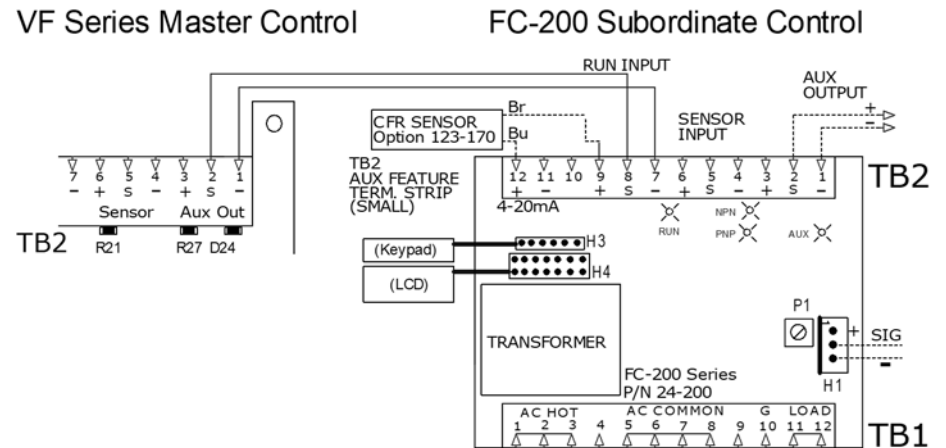 VF Series Master Control
FC-200 Subordinate Control
RUN INPUT
AUX
OUTPUT
+
-
CFR SENSOR
Option 123-170
Br
Bu
SENSOR
INPUT
TB2
AUX FEATURE
TERM. STRIP
(SMALL)
7 6 5 4 3 2 1
- + S - + S -
Sensor Aux Out
TB2
R21 R27 D24
12 11 10 9 8 7 6 5 4 3 2 1
+ - + S - + S - + S -
TB2
4-20mA
RUN
NPN
PNP
AUX
(Keypad)
H3
(LCD)
H4
TRANSFORMER
P1
+
SIG
-
H1
FC-200 Series
P/N 24-200
AC HOT AC COMMON G LOAD
1 2 3 4 5 6 7 8 9 10 11 12
TB1